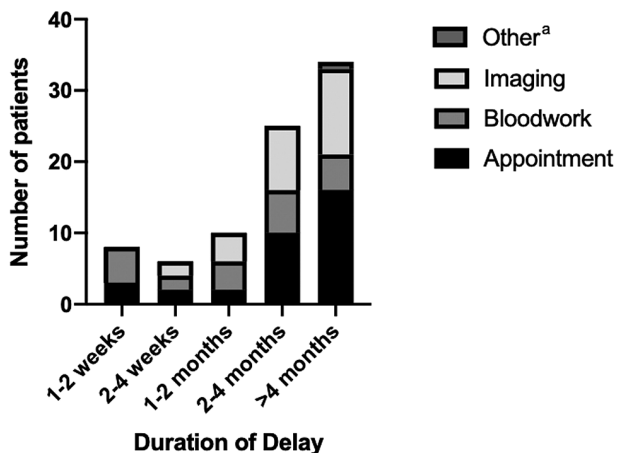 Number of patients
40
30
20
10
0
1-2 weeks
2-4 weeks
1-2 months
2-4 months
>4 months
Duration of Delay
Otherª
Imaging
Bloodwork
Appointment